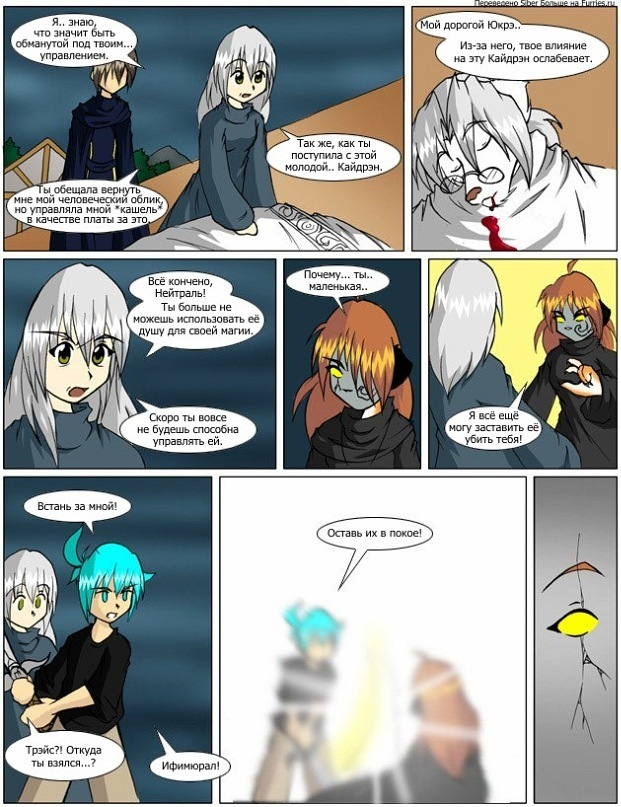 Переведено Siber Больше на Furries.ru
Я.. знаю,
что значит быть
обманутой под твоим...
управлением.
Так же, как ты
поступила с этой
молодой.. Кайдрэн.
Ты обещала вернуть
мне мой человеческий облик,
но управляла мной *кашель*
в качестве платы за это..
Мой дорогой Юкрэ..
Из-за него, твое влияние
на эту Кайдрэн ослабевает.
Всё кончено,
Нейтраль!
Ты больше не
можешь использовать её
душу для своей магии.
Скоро ты вовсе
не будешь способна
управлять ей.
Почему... ты..
маленькая..
Я всё ещё
могу заставить её
убить тебя!
Встань за мной!
Трэйс?! Откуда
ты взялся...?
Ифимюрал!
Оставь их в покое!